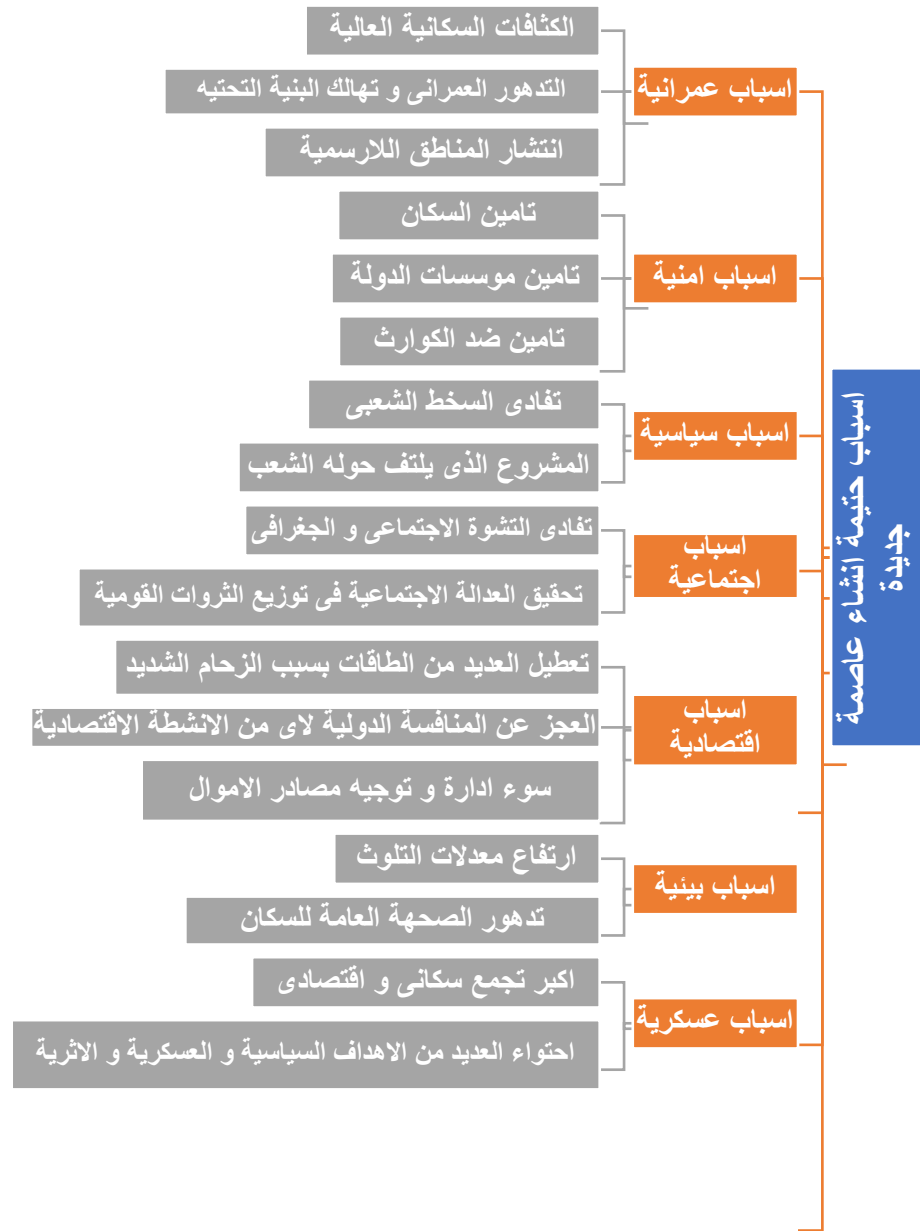 اسباب حتيمة انشاء عاصمة
جديدة
اسباب عمرانية
الكثافات السكانية العالية
التدهور العمرانى و تهالك البنية التحتيه
انتشار المناطق اللارسمية
اسباب امنية
تامين السكان
تامين موسسات الدولة
تامين ضد الكوارث
اسباب سياسية
تفادى السخط الشعبى
المشروع الذى يلتف حوله الشعب
اسباب
اجتماعية
تفادى التشوة الاجتماعى و الجغرافى
تحقيق العدالة الاجتماعية فى توزيع الثروات القومية
اسباب
اقتصادية
تعطيل العديد من الطاقات بسبب الزحام الشديد
العجز عن المنافسة الدولية لاى من الانشطة الاقتصادية
سوء ادارة و توجيه مصادر الاموال
اسباب بيئية
ارتفاع معدلات التلوث
تدهور الصحهة العامة للسكان
اسباب عسكرية
اكبر تجمع سكانى و اقتصادى
احتواء العديد من الاهداف السياسية و العسكرية و الاثرية